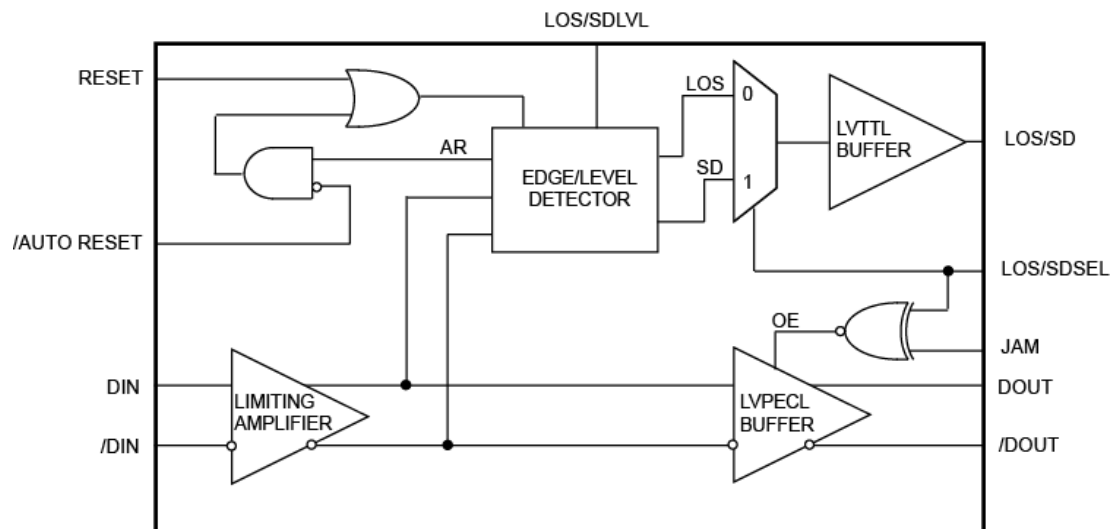 LOS/SDLVL
RESET
LOS
0
LVTTL
BUFFER
LOS/SD
AR
EDGE/LEVEL
DETECTOR
SD
1
/AUTO RESET
LOS/SDSEL
OE
JAM
DIN
LIMITING
AMPLIFIER
LVPECL
BUFFER
DOUT
/DIN
/DOUT